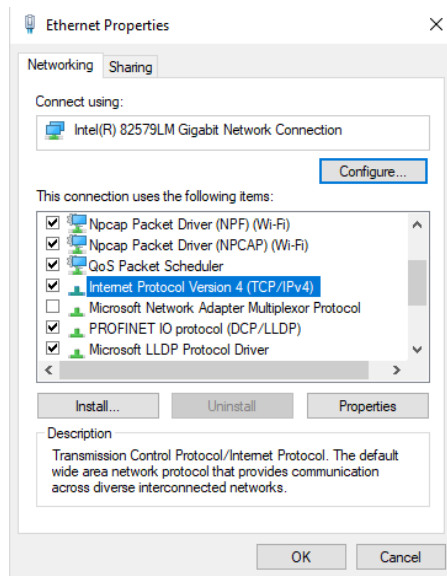 Ethernet Properties
Networking
Sharing
Connect using:
Intel(R) 82579LM Gigabit Network Connection
Configure...
This connection uses the following items:
Npcap Packet Driver (NPF) (Wi-Fi)
Npcap Packet Driver (NPCAP) (Wi-Fi)
QoS Packet Scheduler
Internet Protocol Version 4 (TCP/IPv4)
Microsoft Network Adapter Multiplexor Protocol
PROFINET IO protocol (DCP/LLDP)
Microsoft LLDP Protocol Driver
Install...
Uninstall
Properties
Description
Transmission Control Protocol/Internet Protocol. The default
wide area network protocol that provides communication
across diverse interconnected networks.
OK
Cancel